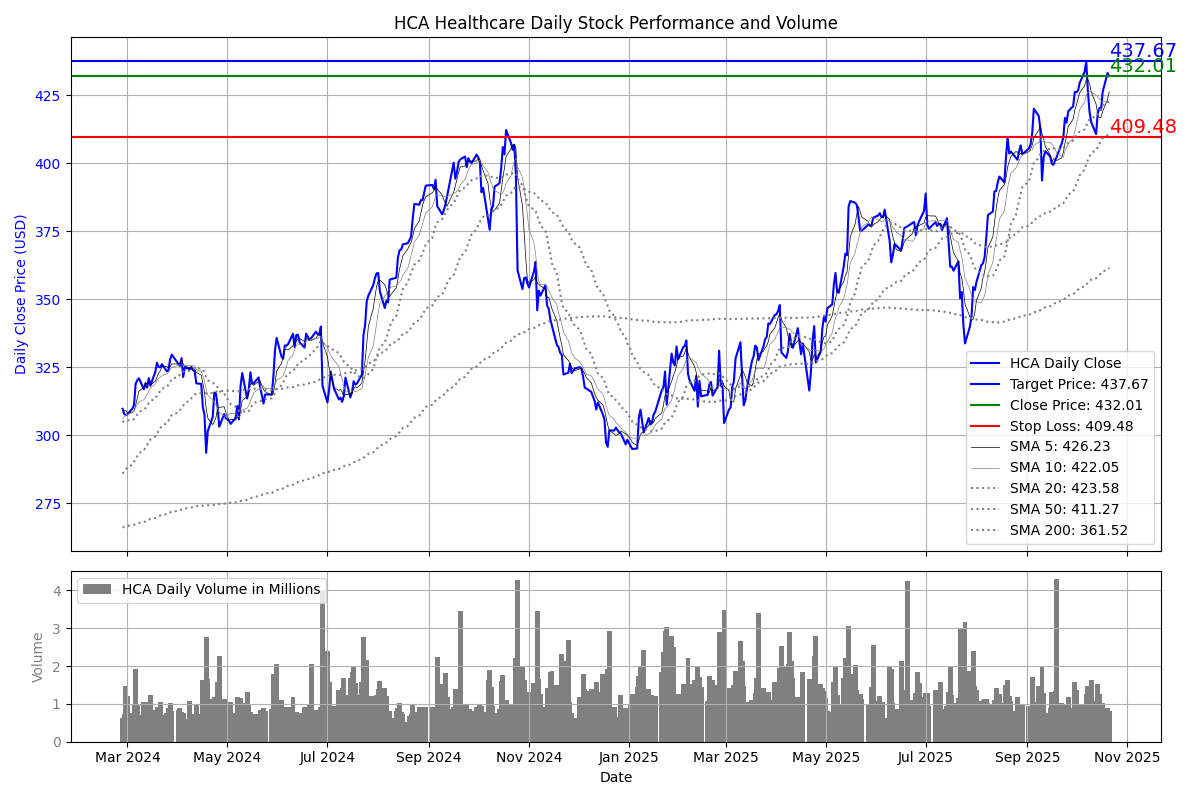 HCA Healthcare Daily Stock Performance and Volume
437.67
432.01
409.48
425
400
375
350
325
300
275
Daily Close Price (USD)
HCA Daily Close
Target Price: 437.67
Close Price: 432.01
Stop Loss: 409.48
SMA 5: 426.23
SMA 10: 422.05
SMA 20: 423.58
SMA 50: 411.27
SMA 200: 361.52
HCA Daily Volume in Millions
4
3
2
1
0
Volume
Mar 2024 May 2024 Jul 2024 Sep 2024 Nov 2024 Jan 2025 Mar 2025 May 2025 Jul 2025 Sep 2025 Nov 2025
Date